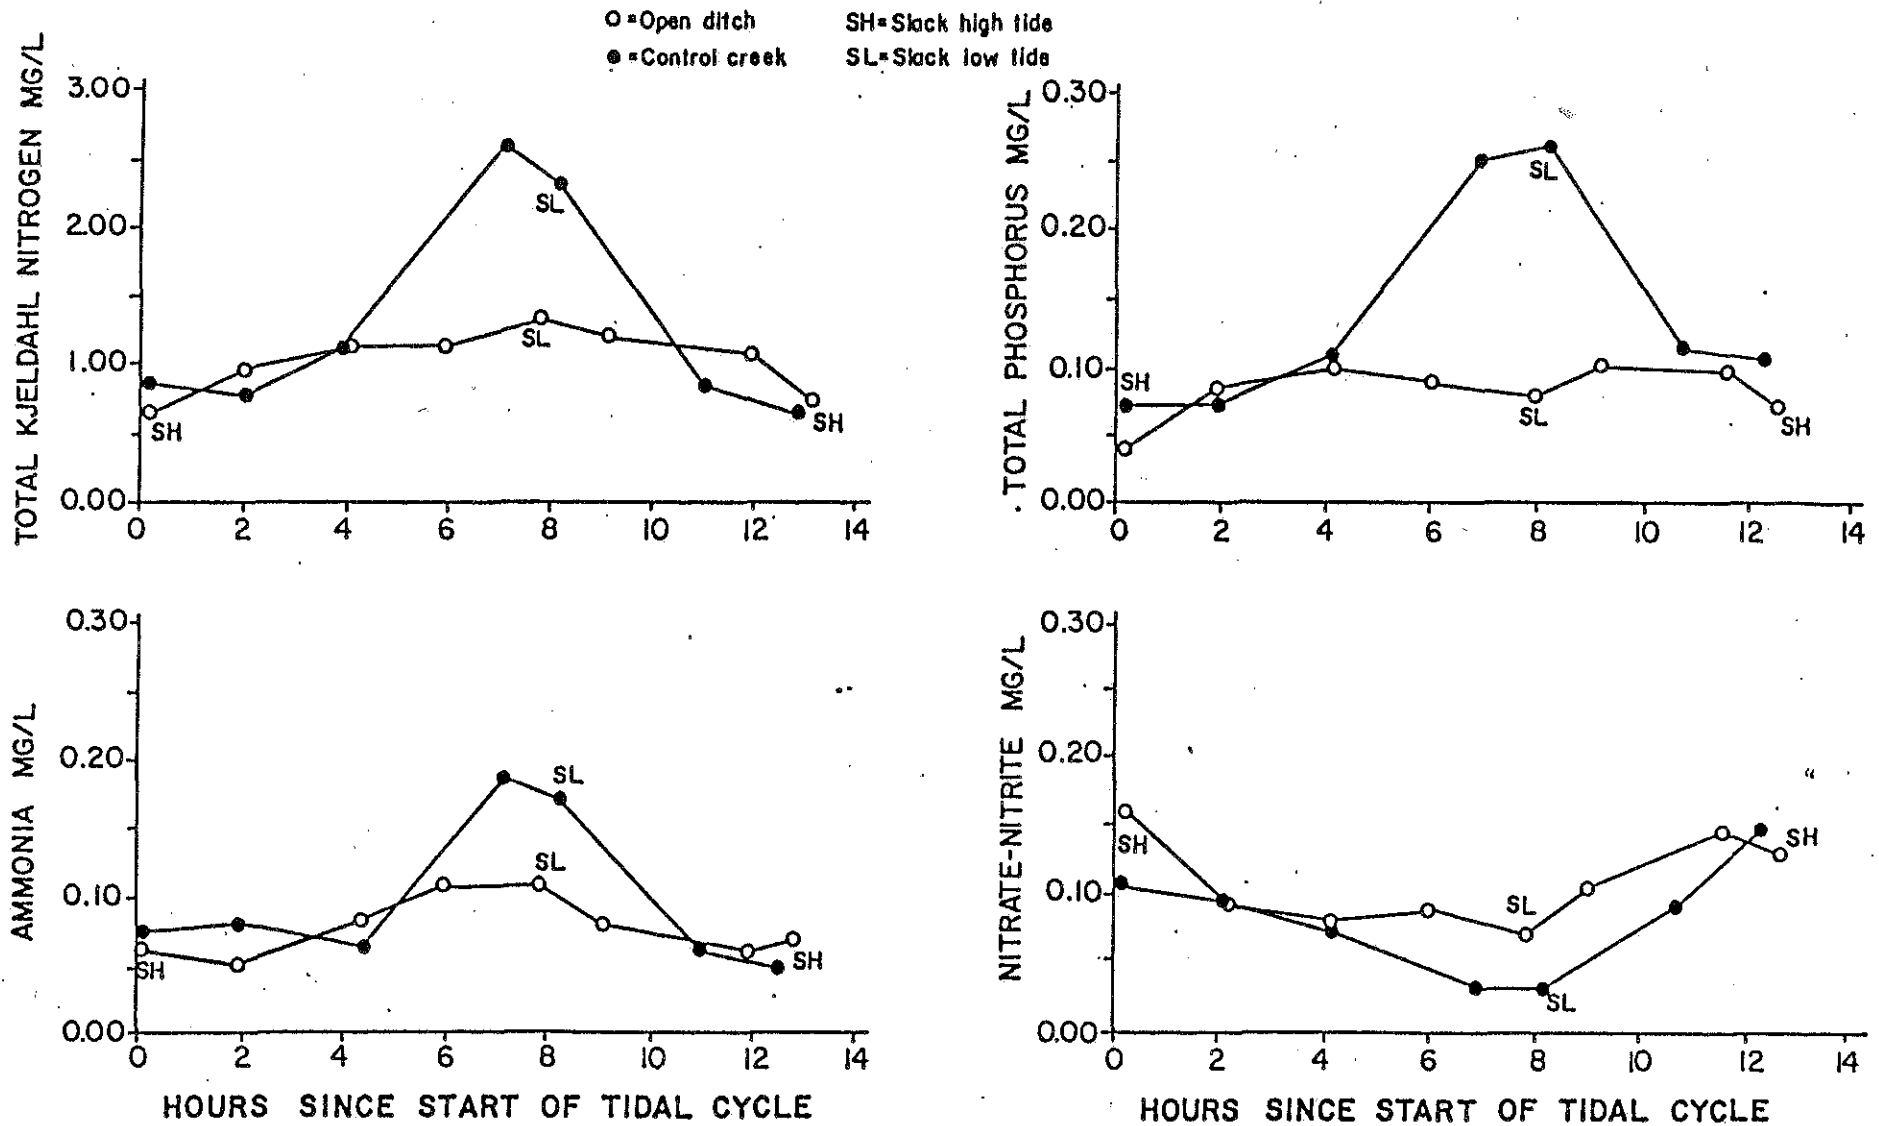 O =Open ditch SH=Slack high tide
● =Control creek SL=Slack low tide
TOTAL KJELDAHL NITROGEN MG/L
3.00
2.00
1.00
0.00
0 2 4 6 8 10 12 14
SH
SL
SL
SH
TOTAL PHOSPHORUS MG/L
0.30
0.20
0.10
0.00
0 2 4 6 8 10 12 14
SH
SL
SL
SH
AMMONIA MG/L
0.30
0.20
0.10
0.00
0 2 4 6 8 10 12 14
SH
SL
SL
SH
HOURS SINCE START OF TIDAL CYCLE
NITRATE-NITRITE MG/L
0.30
0.20
0.10
0.00
0 2 4 6 8 10 12 14
SH
SL
SL
SH
HOURS SINCE START OF TIDAL CYCLE